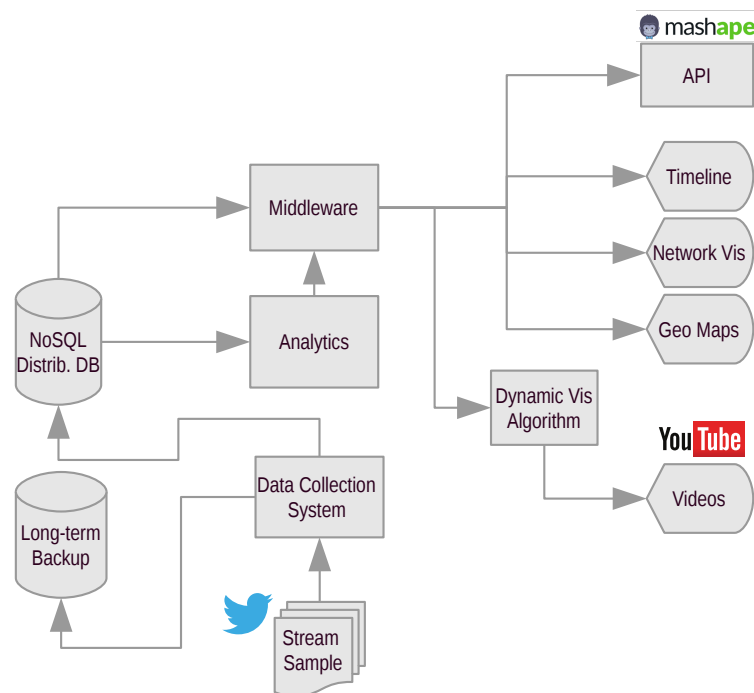 mashape
API
Timeline
Middleware
Network Vis
NoSQL
Distrib. DB
Analytics
Geo Maps
Dynamic Vis
Algorithm
YouTube
Data Collection
System
Videos
Long-term
Backup
Stream
Sample